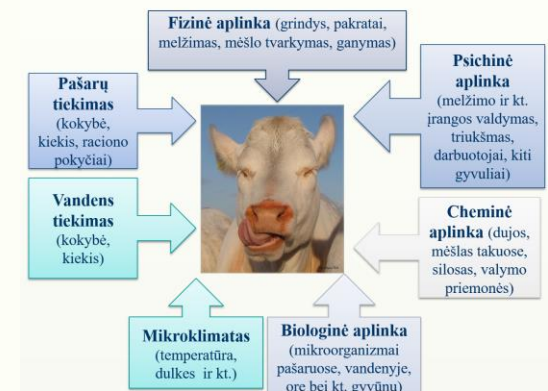 Fizinė aplinka (grindys, pakratai,
melžimas, mėšlo tvarkymas, ganymas)
Pašarų
tiekimas
(kokybė,
kiekis, raciono
pokyčiai)
Psichinė
aplinka
(melžimo ir kt.
įrangos valdymas,
triukšmas,
darbuotojai, kiti
gyvuliai)
Vandens
tiekimas
(kokybė,
kiekis)
Cheminė
aplinka (dujos,
mėšlas takuose,
silosas, valymo
priemonės)
Mikroklimatas
(temperatūra,
dulkes ir kt.)
Biologinė aplinka
(mikroorganizmai
pašaruose, vandenyje,
ore bei kt. gyvūnų)